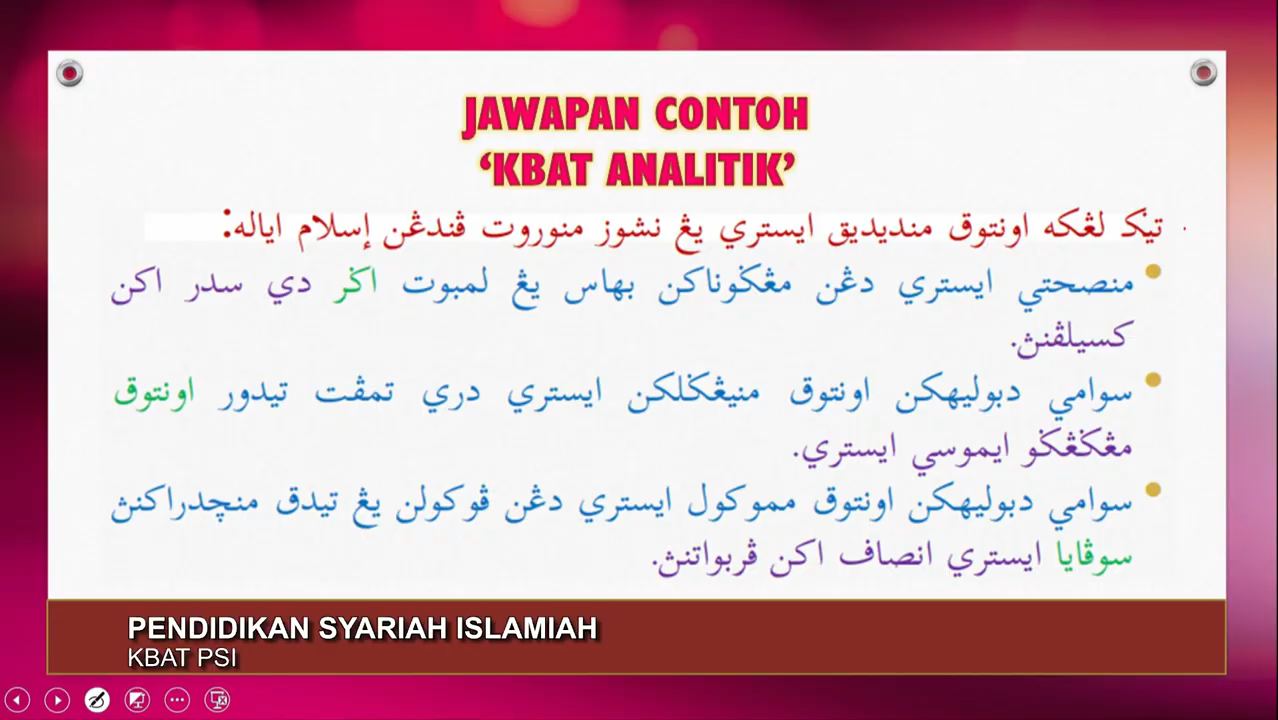 JAWAPAN CONTOH
‘KBAT ANALITIK’
تيݢ لڠکه اونتوق منديديق ايستري يڠ نشوز منوروت ڤندڠن إسلام اياله:
منصحتي ايستري دڠن مڠݢوناکن بهاس يڠ لمبوت اݢر دي سدر اکن
کسيلڤنڽ.
سوامي دبوليهکن اونتوق منيڠݢلکن ايستري دري تمڤت تيدور اونتوق
مڠݢڠݢو ايموسي ايستري.
سوامي دبوليهکن اونتوق مموکول ايستري دڠن ڤوکولن يڠ تيدق منچدراکنڽ
سوڤايا ايستري انصاف اکن ڤربواتنڽ.
PENDIDIKAN SYARIAH ISLAMIAH
KBAT PSI